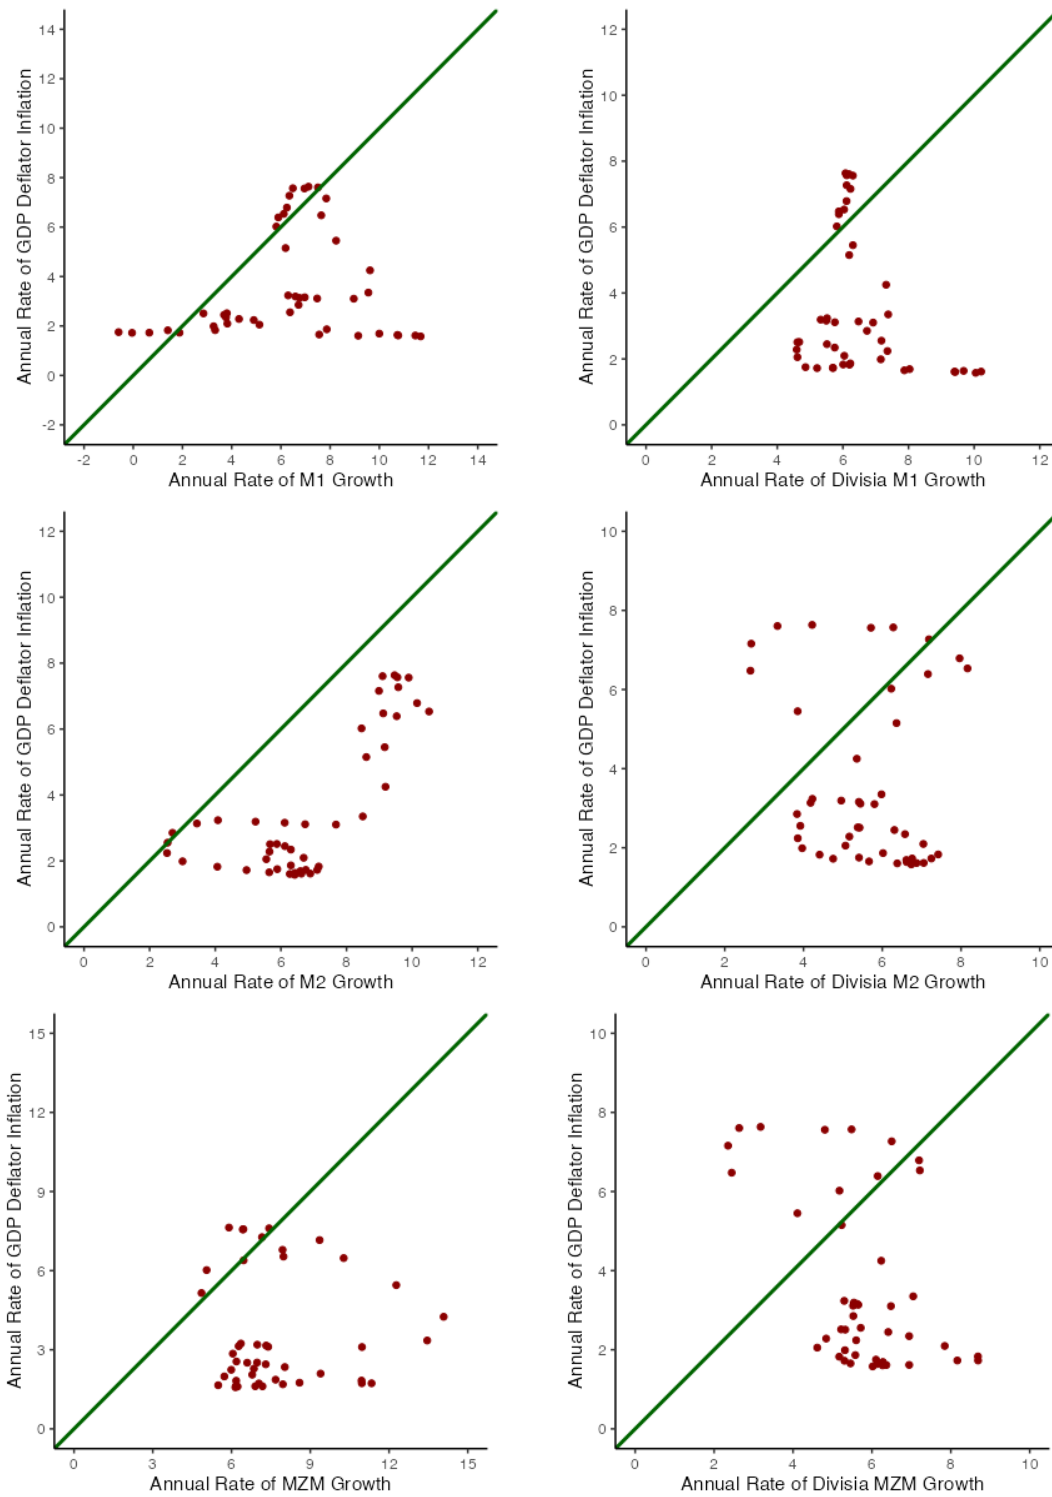 14
12
10
8
6
4
2
0
-2
Annual Rate of GDP Deflator Inflation
-2 0 2 4 6 8 10 12 14
Annual Rate of M1 Growth
12
10
8
6
4
2
0
Annual Rate of GDP Deflator Inflation
0 2 4 6 8 10 12
Annual Rate of Divisia M1 Growth
12
10
8
6
4
2
0
Annual Rate of GDP Deflator Inflation
0 2 4 6 8 10 12
Annual Rate of M2 Growth
10
8
6
4
2
0
Annual Rate of GDP Deflator Inflation
0 2 4 6 8 10
Annual Rate of Divisia M2 Growth
15
12
9
6
3
0
Annual Rate of GDP Deflator Inflation
0 3 6 9 12 15
Annual Rate of MZM Growth
10
8
6
4
2
0
Annual Rate of GDP Deflator Inflation
0 2 4 6 8 10
Annual Rate of Divisia MZM Growth